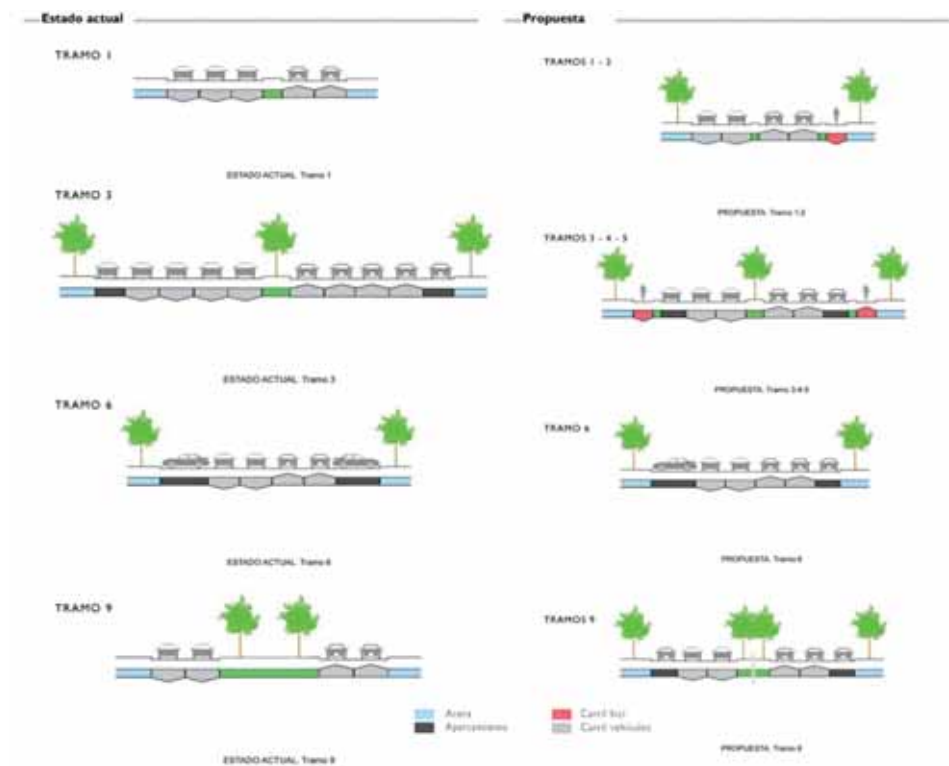 Estado actual
TRAMO 1
ESTADO ACTUAL. Tramo 1
TRAMO 3
ESTADO ACTUAL. Tramo 3
TRAMO 6
ESTADO ACTUAL. Tramo 6
TRAMO 9
ESTADO ACTUAL. Tramo 9
Propuesta
TRAMOS 1 - 2
PROPUESTA. Tramo 1-2
TRAMOS 3 - 4 - 5
PROPUESTA. Tramo 3-4-5
TRAMO 6
PROPUESTA. Tramo 6
TRAMOS 9
PROPUESTA. Tramo 9
Acera
Aparcamiento
Carril bici
Carril vehículos